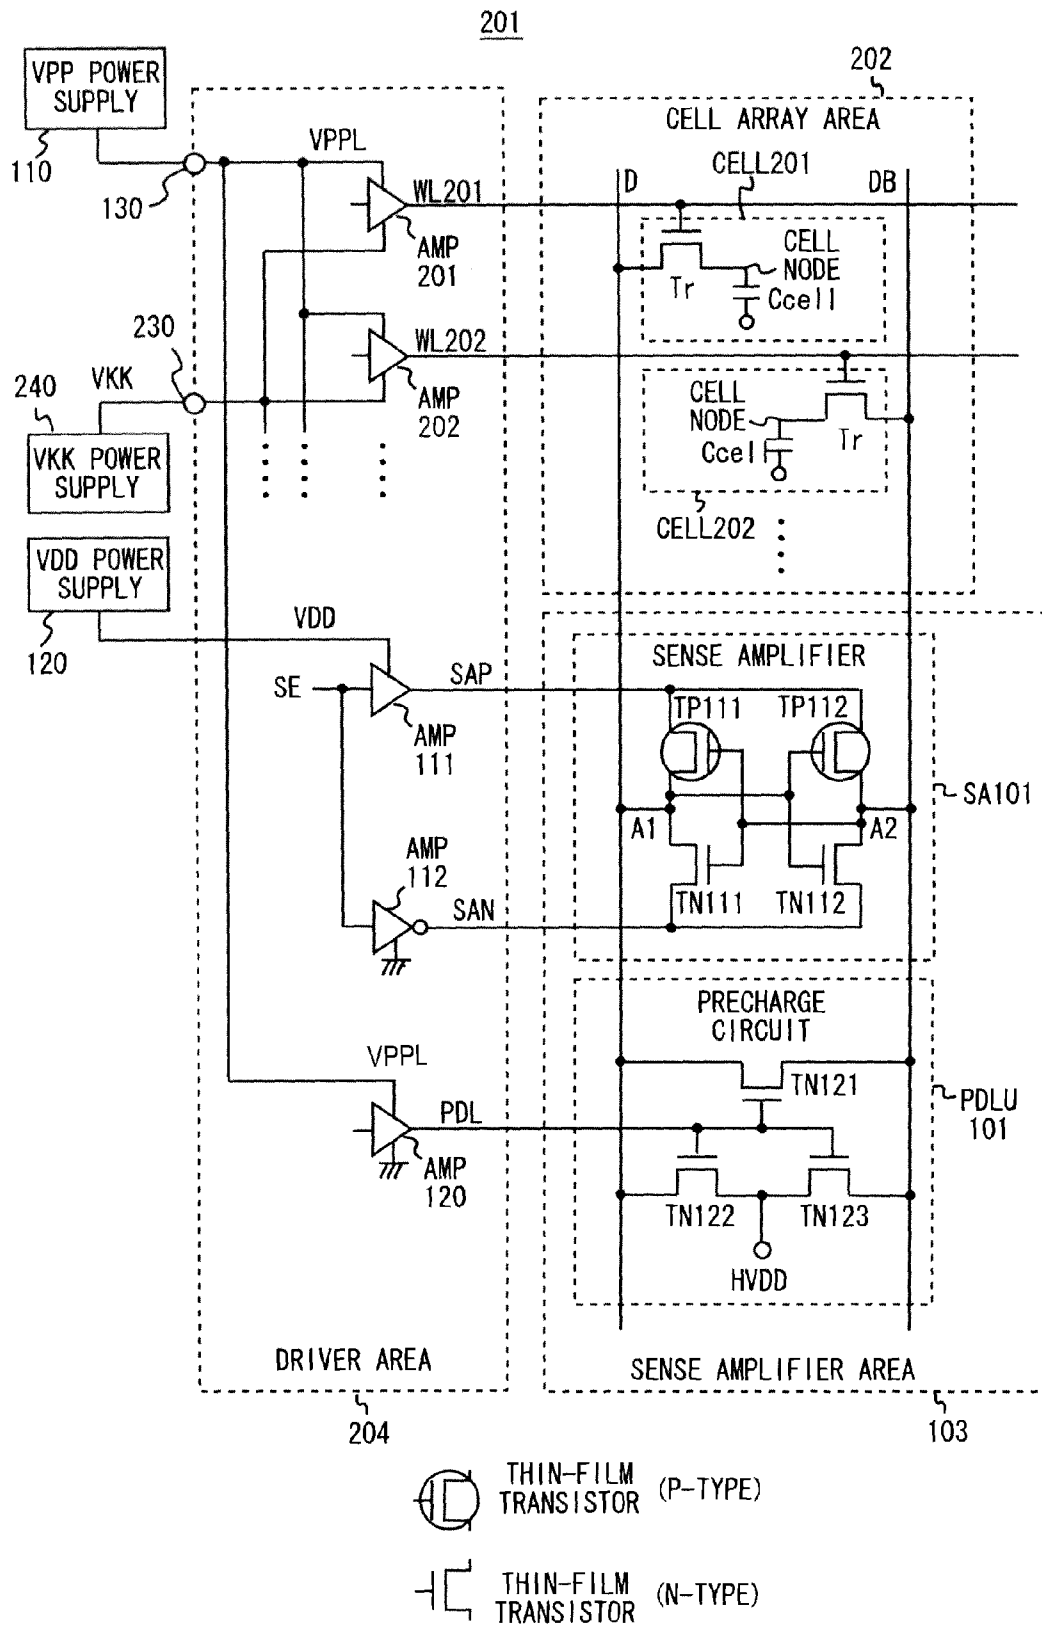 201
VPP POWER
SUPPLY
110
130
VPPL
202
CELL ARRAY AREA
CELL201
D
DB
WL201
AMP
201
CELL
NODE
Tr
Ccell
230
VKK
240
VKK POWER
SUPPLY
WL202
AMP
202
CELL
NODE
Ccell
Tr
CELL202
VDD POWER
SUPPLY
120
VDD
SE
SAP
AMP
111
SENSE AMPLIFIER
TP111
TP112
SA101
A1
A2
AMP
112
SAN
TN111
TN112
PRECHARGE
CIRCUIT
VPPL
PDL
AMP
120
TN121
PDLU
101
TN122
TN123
HVDD
DRIVER AREA
SENSE AMPLIFIER AREA
204
103
THIN-FILM
TRANSISTOR (P-TYPE)
THIN-FILM
TRANSISTOR (N-TYPE)